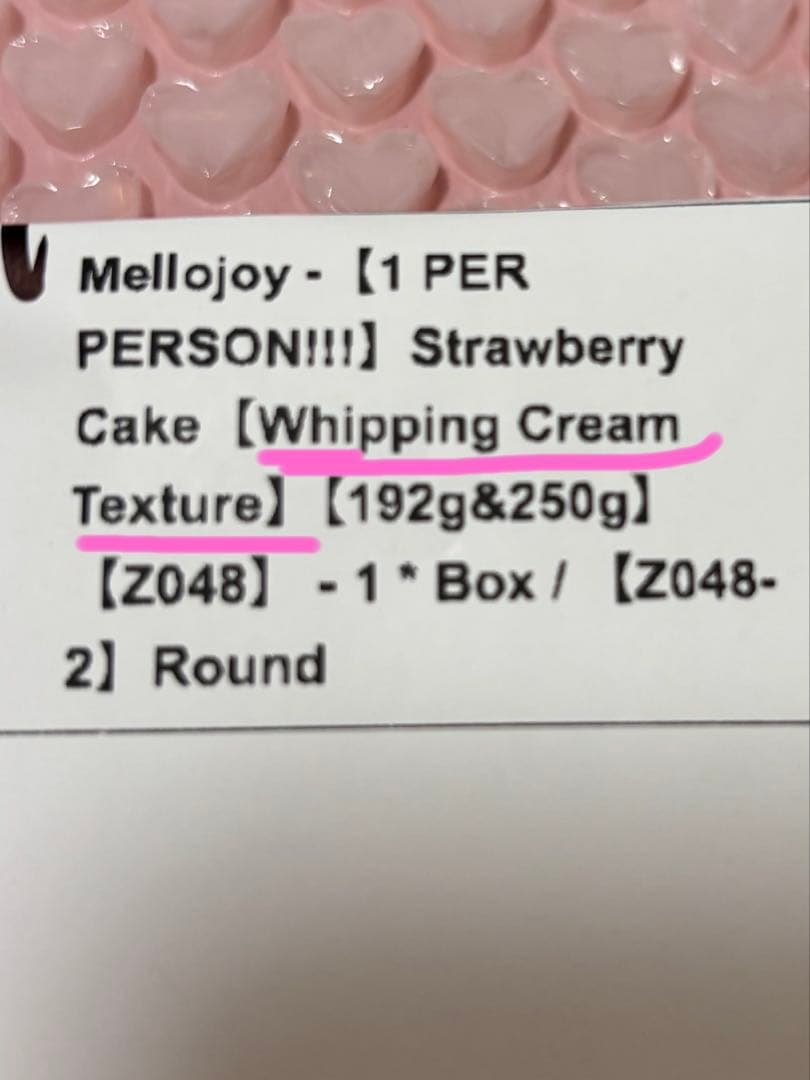 Mellojoy -【1 PER
PERSON!!!】Strawberry
Cake【Whipping Cream
Texture】【192g&250g】
【Z048】 - 1 * Box / 【Z048-
2】Round